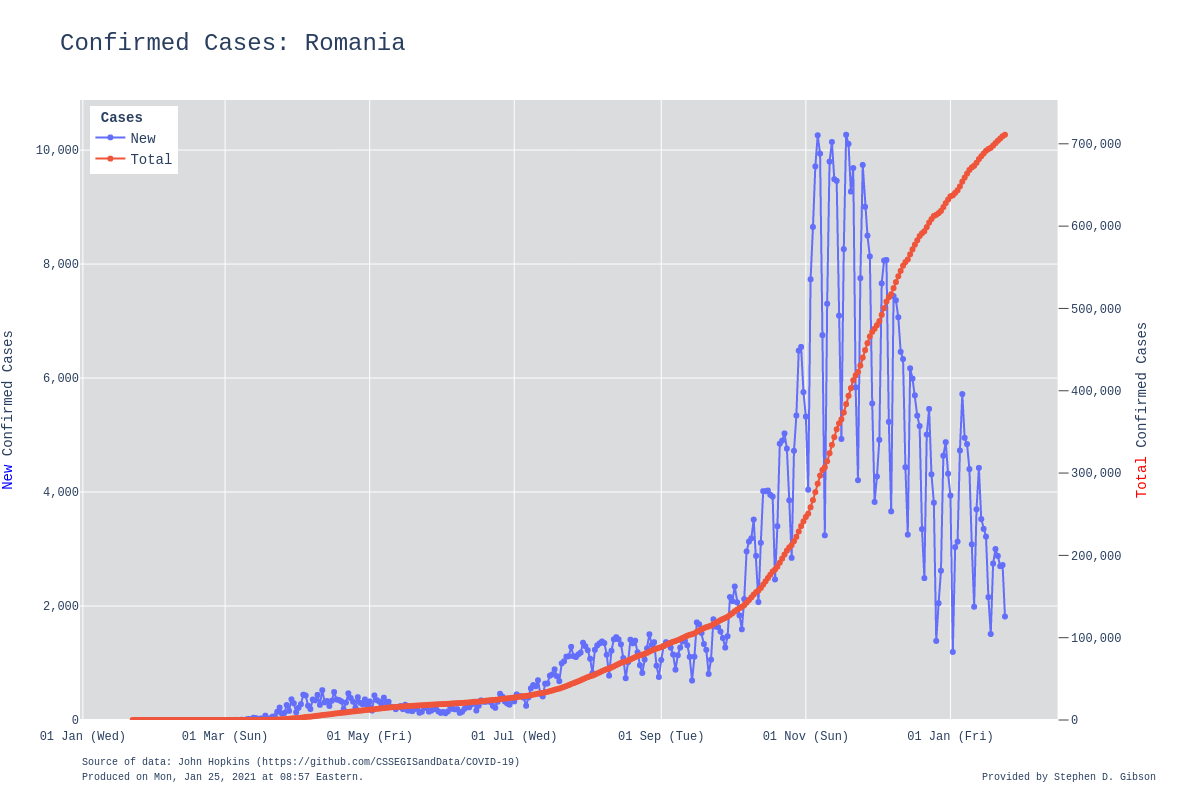 Confirmed Cases: Romania
Cases
New
Total
10,000
8,000
6,000
4,000
2,000
0
New Confirmed Cases
700,000
600,000
500,000
400,000
300,000
200,000
100,000
0
Total Confirmed Cases
01 Jan (Wed) 01 Mar (Sun) 01 May (Fri) 01 Jul (Wed) 01 Sep (Tue) 01 Nov (Sun) 01 Jan (Fri)
Source of data: John Hopkins (https://github.com/CSSEGISandData/COVID-19)
Produced on Mon, Jan 25, 2021 at 08:57 Eastern.
Provided by Stephen D. Gibson